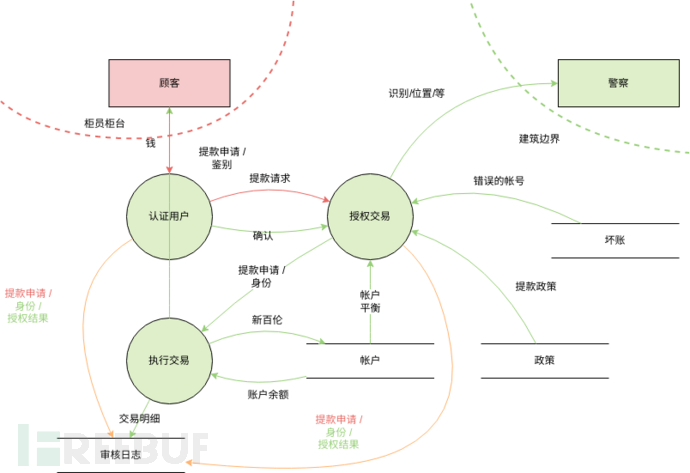 顾客
警察
识别/位置/等
柜员柜台
钱
建筑边界
提款申请 /
鉴别
提款请求
错误的帐号
认证用户
授权交易
确认
坏账
提款申请 /
身份
提款申请 /
身份 /
授权结果
帐户
平衡
提款政策
新百伦
执行交易
帐户
政策
账户余额
交易明细
提款申请 /
身份 /
授权结果
审核日志
FREEBUF